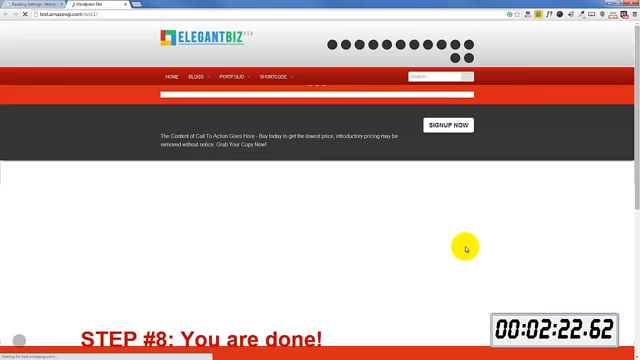 Reading Settings
Wordpress Site
test.amazewp.com/test1/
ELEGANTBIZ
HOME BLOGS PORTFOLIO SHORTCODE Search...
SIGNUP NOW
The Content of Call To Action Goes Here - Buy today to get the lowest price, introductory pricing may
be removed without notice. Grab Your Copy Now!
STEP #8: You are done!
00:02:22.62
Waiting for test.amazewp.com...